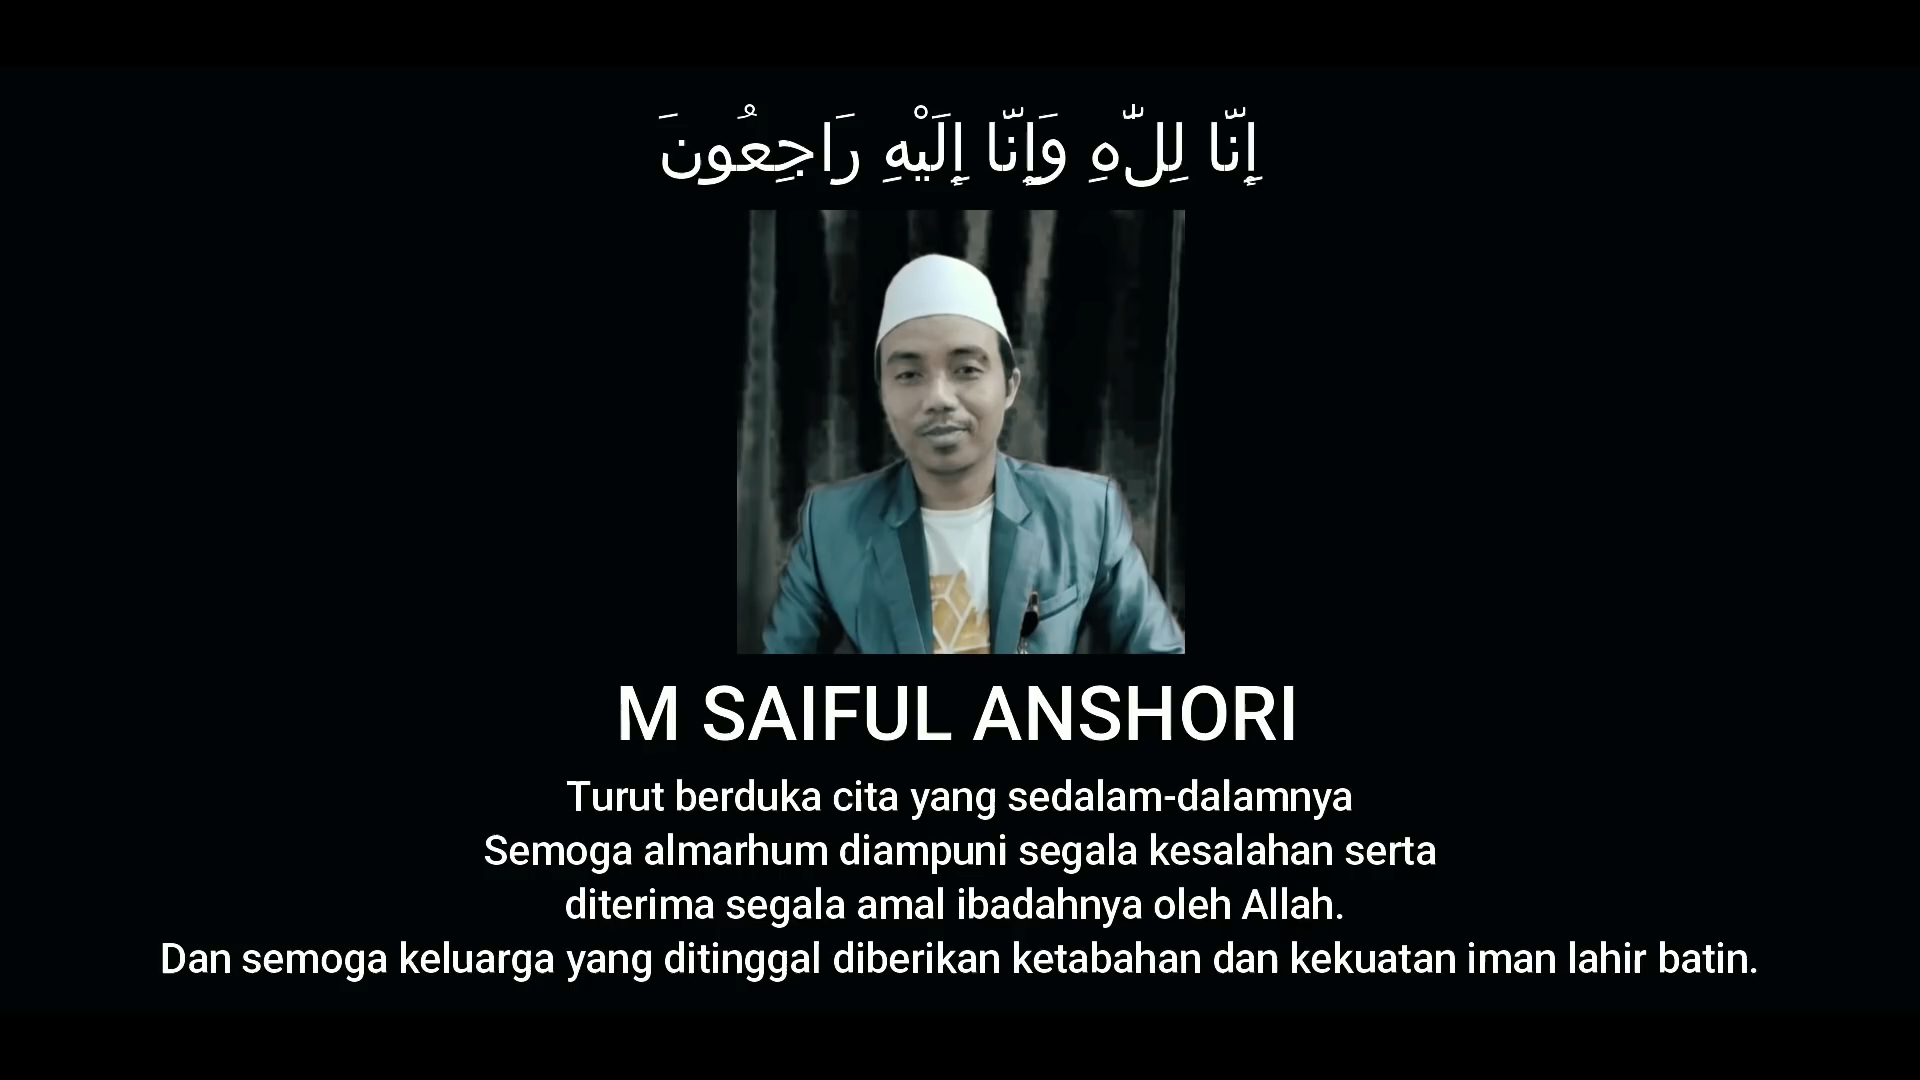 إِنَّا لِلّٰهِ وَإِنَّا إِلَيْهِ رَاجِعُونَ
M SAIFUL ANSHORI
Turut berduka cita yang sedalam-dalamnya
Semoga almarhum diampuni segala kesalahan serta
diterima segala amal ibadahnya oleh Allah.
Dan semoga keluarga yang ditinggal diberikan ketabahan dan kekuatan iman lahir batin.